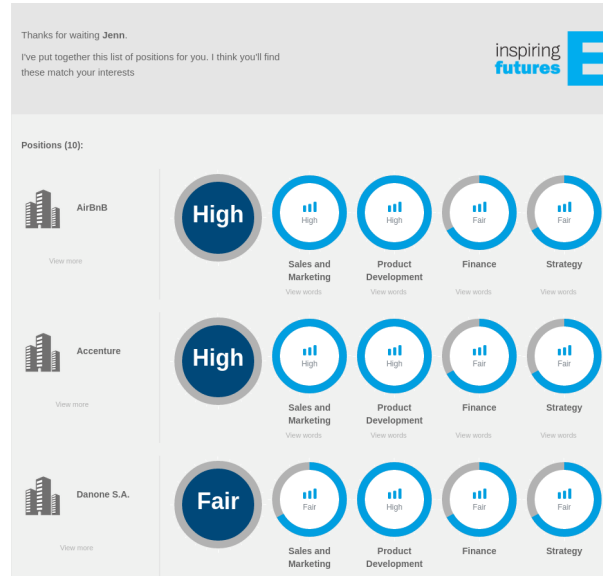 Thanks for waiting Jenn.
I've put together this list of positions for you. I think you'll find
these match your interests
inspiring
futures
E
Positions (10):
AirBnB
View more
High
High
High
Fair
Fair
Sales and
Marketing
Product
Development
Finance
Strategy
View words
View words
View words
View words
Accenture
View more
High
High
High
Fair
Fair
Sales and
Marketing
Product
Development
Finance
Strategy
View words
View words
View words
View words
Danone S.A.
View more
Fair
Fair
High
Fair
Fair
Sales and
Marketing
Product
Development
Finance
Strategy